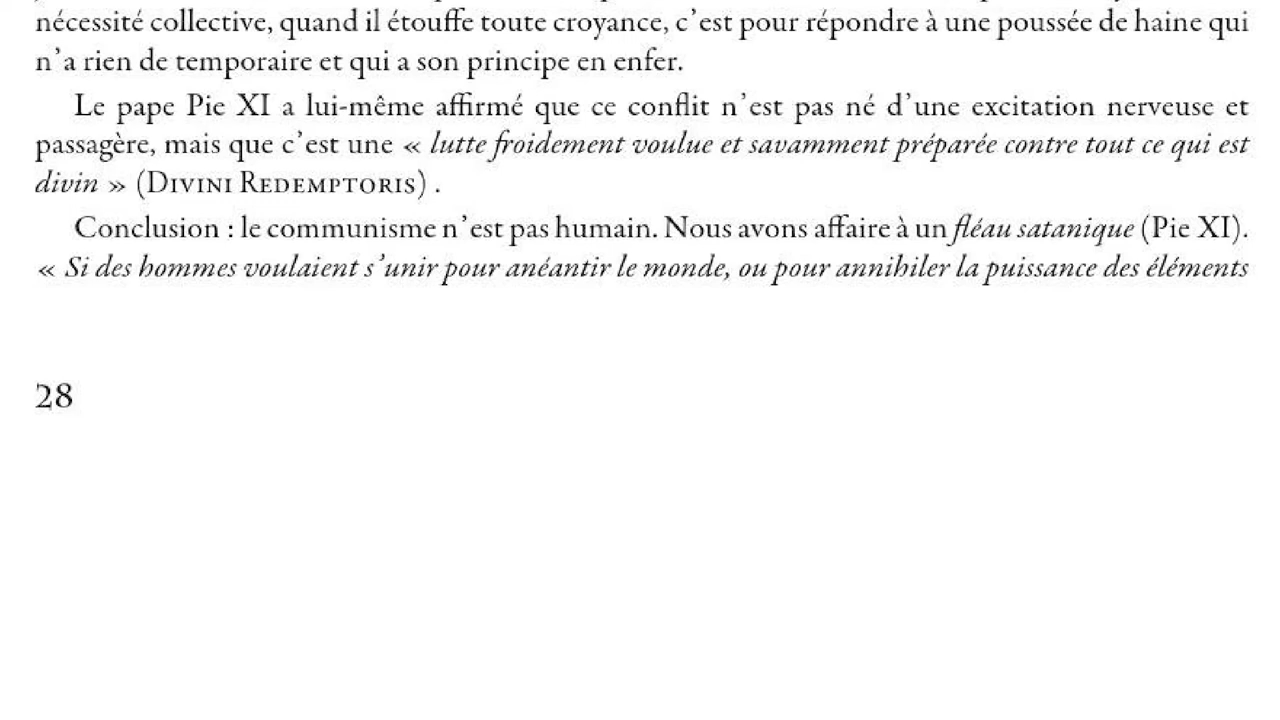 nécessité collective, quand il étouffe toute croyance, c’est pour répondre à une poussée de haine qui
n’a rien de temporaire et qui a son principe en enfer.
Le pape Pie XI a lui-même affirmé que ce conflit n’est pas né d’une excitation nerveuse et
passagère, mais que c’est une « lutte froidement voulue et savamment préparée contre tout ce qui est
divin » (Divini Redemptoris) .
Conclusion : le communisme n’est pas humain. Nous avons affaire à un fléau satanique (Pie XI).
« Si des hommes voulaient s’unir pour anéantir le monde, ou pour annihiler la puissance des éléments
28